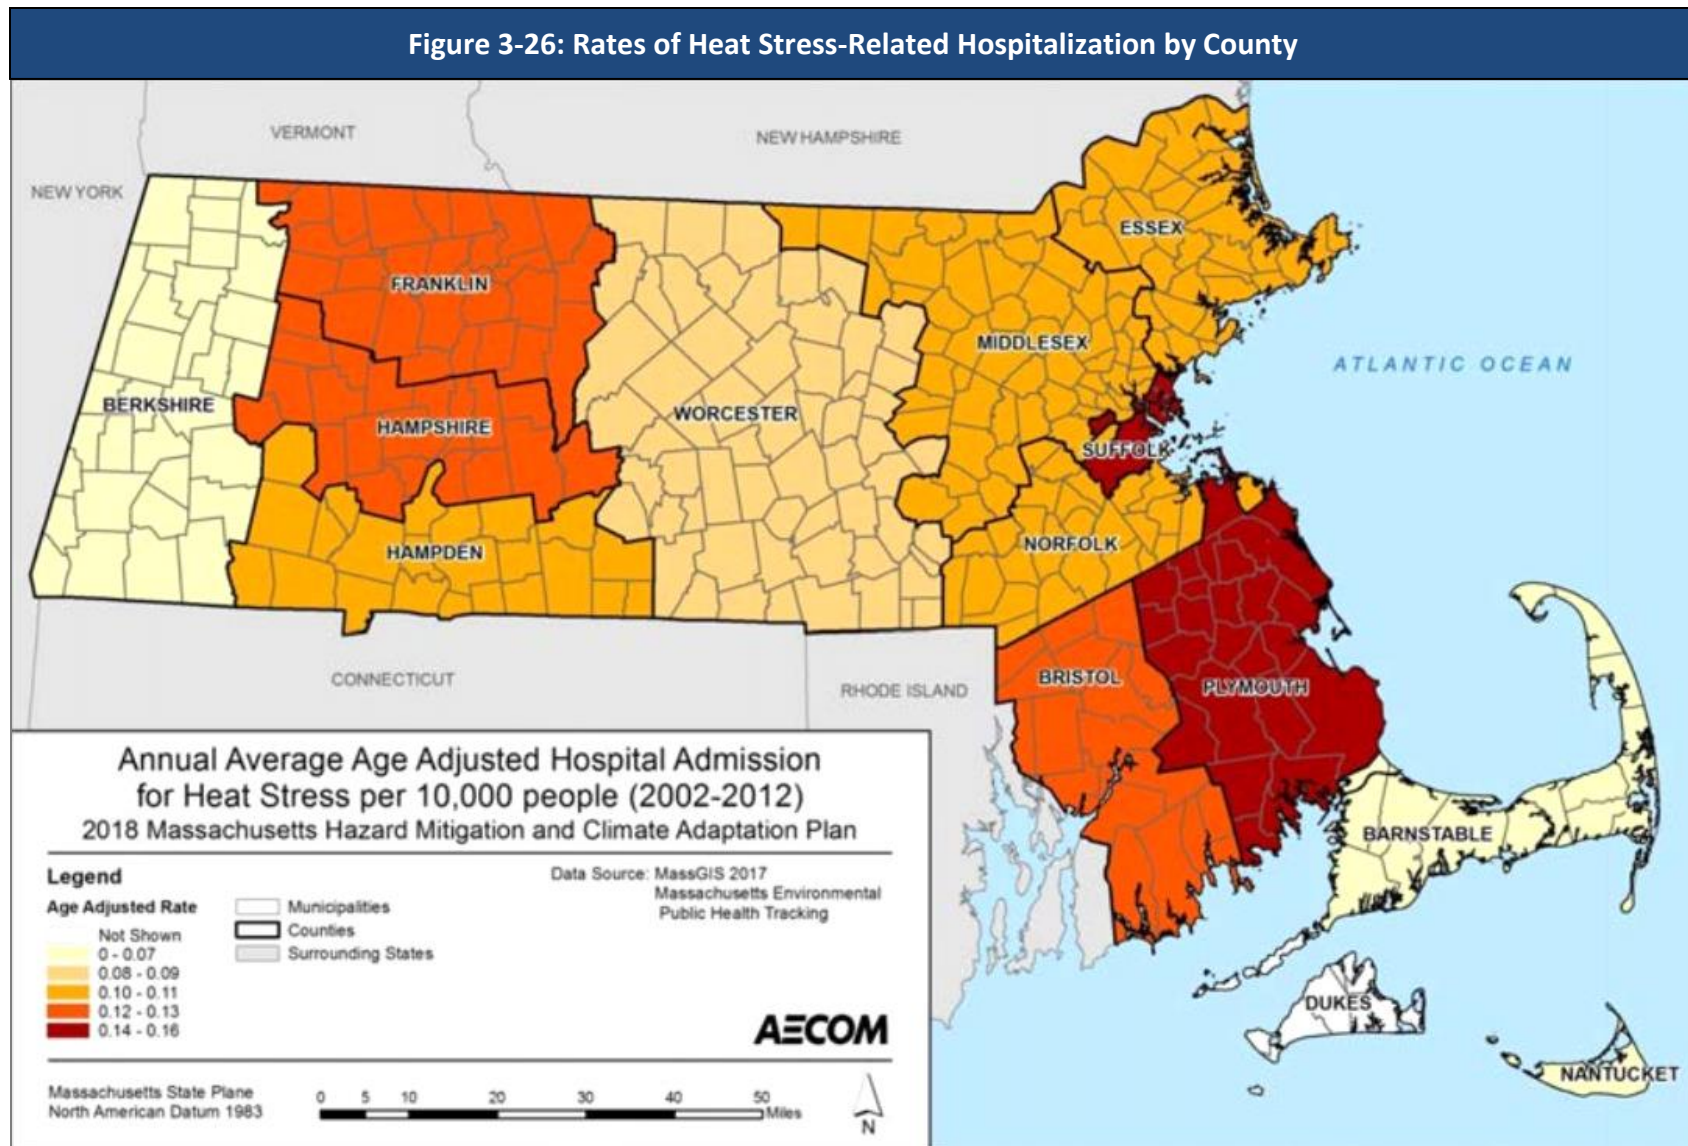 Figure 3-26: Rates of Heat Stress-Related Hospitalization by County
VERMONT
NEW HAMPSHIRE
NEW YORK
ESSEX
FRANKLIN
MIDDLESEX
ATLANTIC OCEAN
BERKSHIRE
HAMPSHIRE
WORCESTER
SUFFOLK
HAMPDEN
NORFOLK
CONNECTICUT
RHODE ISLAND
BRISTOL
PLYMOUTH
BARNSTABLE
DUKES
NANTUCKET
Annual Average Age Adjusted Hospital Admission
for Heat Stress per 10,000 people (2002-2012)
2018 Massachusetts Hazard Mitigation and Climate Adaptation Plan
Legend
Age Adjusted Rate
Not Shown
0 - 0.07
0.08 - 0.09
0.10 - 0.11
0.12 - 0.13
0.14 - 0.16
Municipalities
Counties
Surrounding States
Data Source: MassGIS 2017
Massachusetts Environmental
Public Health Tracking
AECOM
Massachusetts State Plane
North American Datum 1983
0 5 10 20 30 40 50
Miles
N